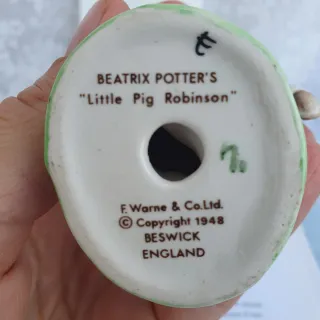 BEATRIX POTTER'S
"Little Pig Robinson"
F. Warne & Co.Ltd.
© Copyright 1948
BESWICK
ENGLAND